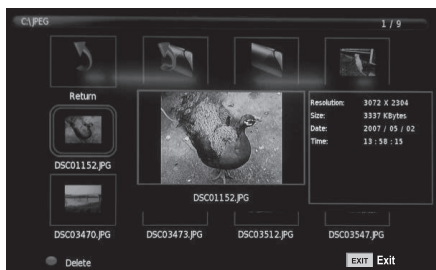 C:\JPEG
1 / 9
Return
Resolution: 3072 X 2304
Size: 3337 KBytes
Date: 2007 / 05 / 02
Time: 13 : 58 : 15
DSC01152.JPG
DSC01152.JPG
DSC03470.JPG DSC03473.JPG DSC03512.JPG DSC03547.JPG
Delete
EXIT Exit